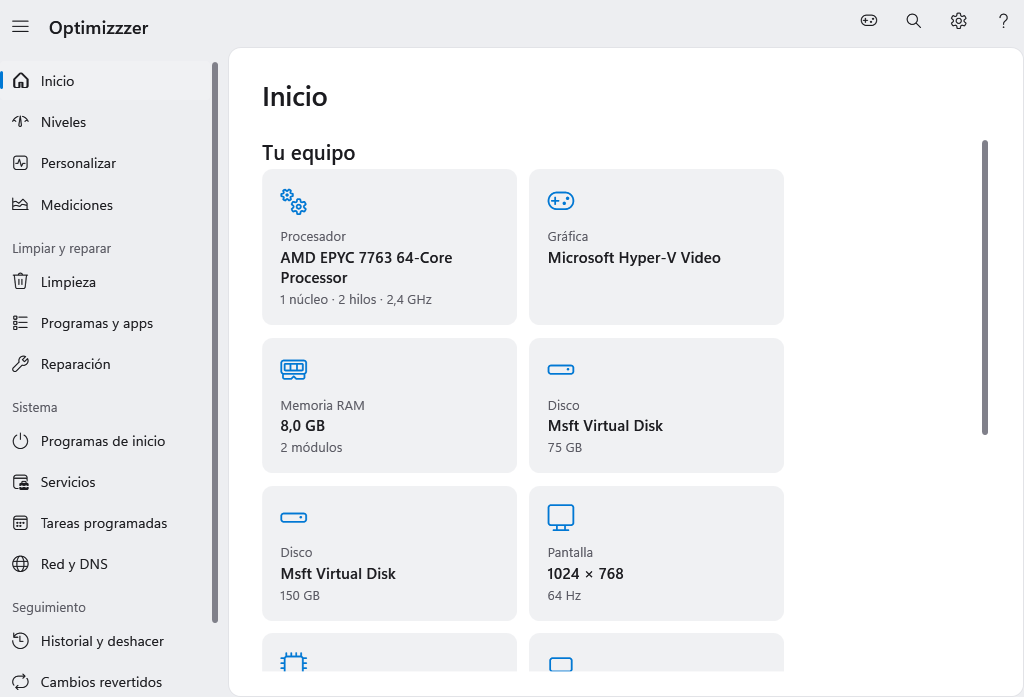 Optimizzzer
?
Inicio
Niveles
Personalizar
Mediciones
Limpiar y reparar
Limpieza
Programas y apps
Reparación
Sistema
Programas de inicio
Servicios
Tareas programadas
Red y DNS
Seguimiento
Historial y deshacer
Cambios revertidos
Inicio
Tu equipo
Procesador
AMD EPYC 7763 64-Core
Processor
1 núcleo · 2 hilos · 2,4 GHz
Gráfica
Microsoft Hyper-V Video
Memoria RAM
8,0 GB
2 módulos
Disco
Msft Virtual Disk
75 GB
Disco
Msft Virtual Disk
150 GB
Pantalla
1024 × 768
64 Hz